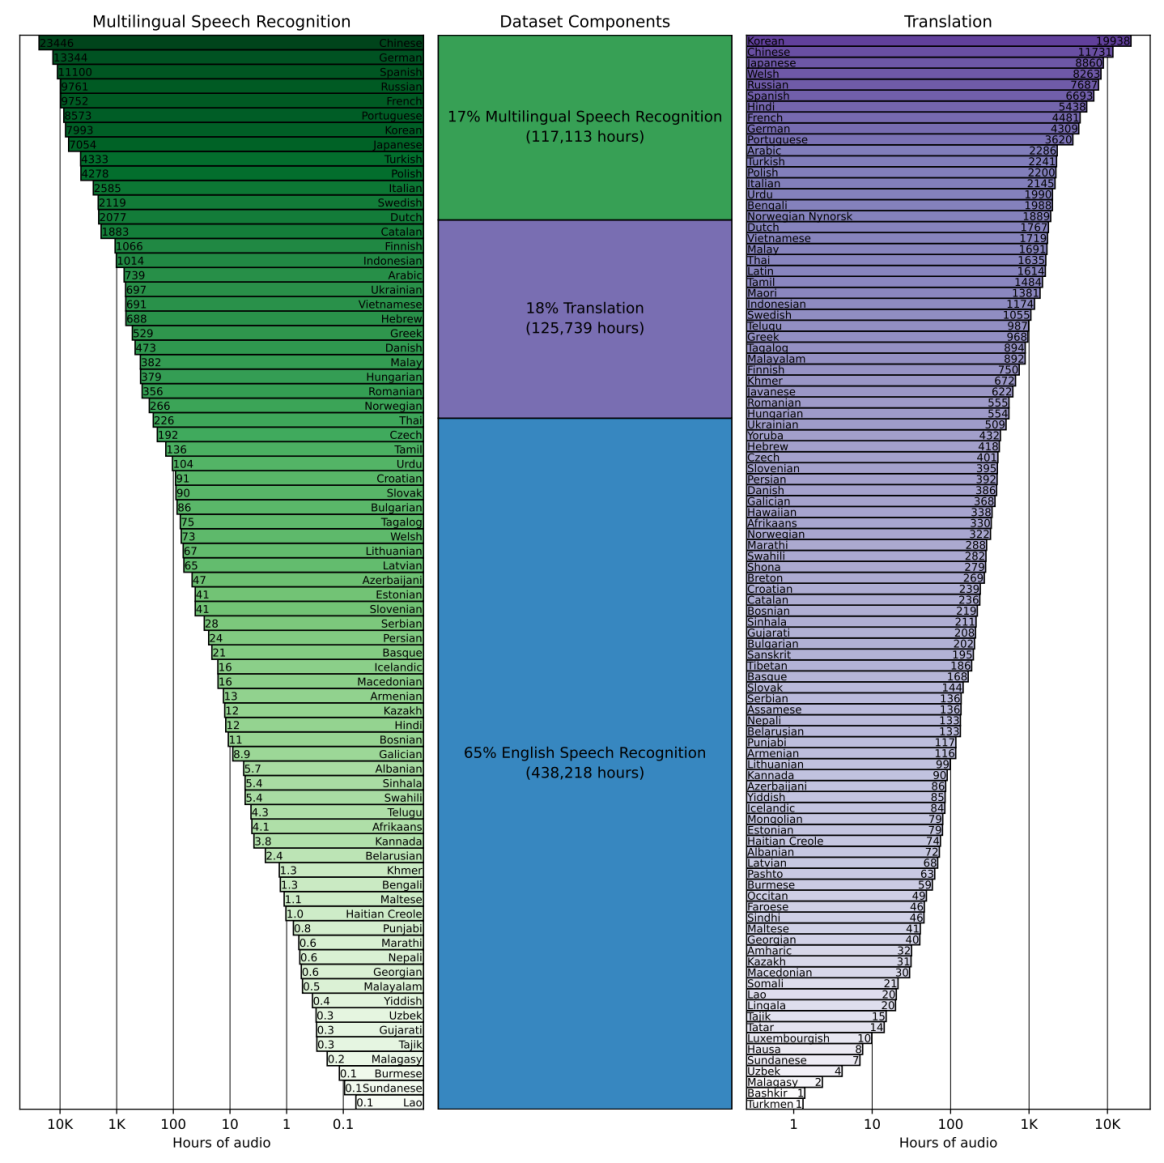 Multilingual Speech Recognition
23446 Chinese
13344 German
11100 Spanish
9761 Russian
9752 French
8573 Portuguese
7993 Korean
7054 Japanese
4333 Turkish
4278 Polish
2585 Italian
2119 Swedish
2077 Dutch
1883 Catalan
1066 Finnish
1014 Indonesian
739 Arabic
697 Ukrainian
691 Vietnamese
688 Hebrew
529 Greek
473 Danish
382 Malay
379 Hungarian
356 Romanian
266 Norwegian
226 Thai
192 Czech
136 Tamil
104 Urdu
91 Croatian
90 Slovak
86 Bulgarian
75 Tagalog
73 Welsh
67 Lithuanian
65 Latvian
47 Azerbaijani
41 Estonian
41 Slovenian
28 Serbian
24 Persian
21 Basque
16 Icelandic
16 Macedonian
13 Armenian
12 Kazakh
12 Hindi
11 Bosnian
8.9 Galician
5.7 Albanian
5.4 Sinhala
5.4 Swahili
4.3 Telugu
4.1 Afrikaans
3.8 Kannada
2.4 Belarusian
1.3 Khmer
1.3 Bengali
1.1 Maltese
1.0 Haitian Creole
0.8 Punjabi
0.6 Marathi
0.6 Nepali
0.6 Georgian
0.5 Malayalam
0.4 Yiddish
0.3 Uzbek
0.3 Gujarati
0.3 Tajik
0.2 Malagasy
0.1 Burmese
0.1 Sundanese
0.1 Lao
10K 1K 100 10 1 0.1
Hours of audio
Dataset Components
17% Multilingual Speech Recognition
(117,113 hours)
18% Translation
(125,739 hours)
65% English Speech Recognition
(438,218 hours)
Translation
Korean 19938
Chinese 11731
Japanese 8860
Welsh 8263
Russian 7687
Spanish 6693
Hindi 5438
French 4481
German 4309
Portuguese 3620
Arabic 2286
Turkish 2241
Polish 2200
Italian 2145
Urdu 1990
Bengali 1988
Norwegian Nynorsk 1889
Dutch 1767
Vietnamese 1719
Malay 1691
Thai 1635
Latin 1614
Tamil 1484
Maori 1381
Indonesian 1174
Swedish 1055
Telugu 987
Greek 968
Tagalog 894
Malayalam 892
Finnish 750
Khmer 672
Javanese 622
Romanian 555
Hungarian 554
Ukrainian 509
Yoruba 432
Hebrew 418
Czech 401
Slovenian 395
Persian 392
Danish 386
Galician 368
Hawaiian 338
Afrikaans 330
Norwegian 322
Marathi 288
Swahili 282
Shona 279
Breton 269
Croatian 239
Catalan 236
Bosnian 219
Sinhala 211
Gujarati 208
Bulgarian 202
Sanskrit 195
Tibetan 186
Basque 168
Slovak 144
Serbian 136
Assamese 136
Nepali 133
Belarusian 133
Punjabi 117
Armenian 116
Lithuanian 99
Kannada 90
Azerbaijani 86
Yiddish 85
Icelandic 84
Mongolian 79
Estonian 79
Haitian Creole 74
Albanian 72
Latvian 68
Pashto 63
Burmese 59
Occitan 49
Faroese 46
Sindhi 46
Maltese 41
Georgian 40
Amharic 32
Kazakh 31
Macedonian 30
Somali 21
Lao 20
Lingala 20
Tajik 15
Tatar 14
Luxembourgish 10
Hausa 8
Sundanese 7
Uzbek 4
Malagasy 2
Bashkir 1
Turkmen 1
1 10 100 1K 10K
Hours of audio